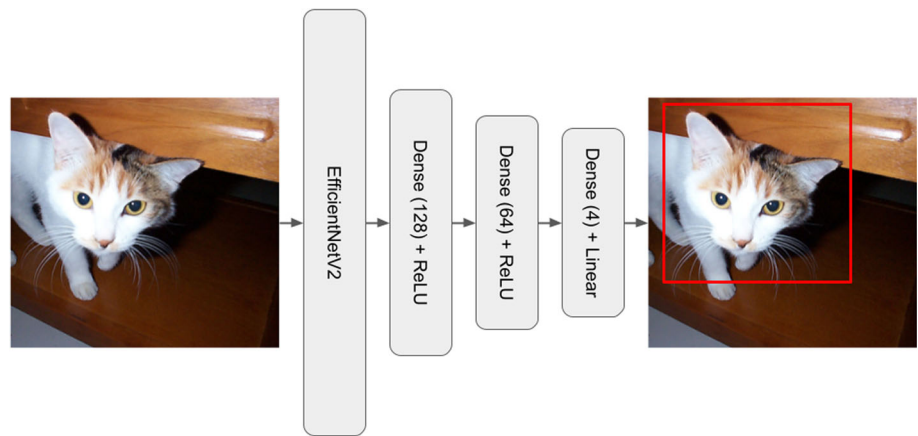 EfficientNetV2
Dense (128) + ReLU
Dense (64) + ReLU
Dense (4) + Linear